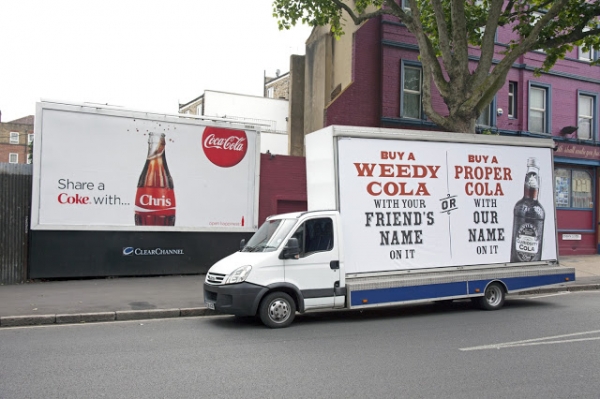 Coca-Cola
Share a
Coke with...
Chris
CLEARCHANNEL
BUY A
WEEDY
COLA
WITH YOUR
FRIEND'S
NAME
ON IT
OR
BUY A
PROPER
COLA
WITH
OUR
NAME
ON IT
COLA